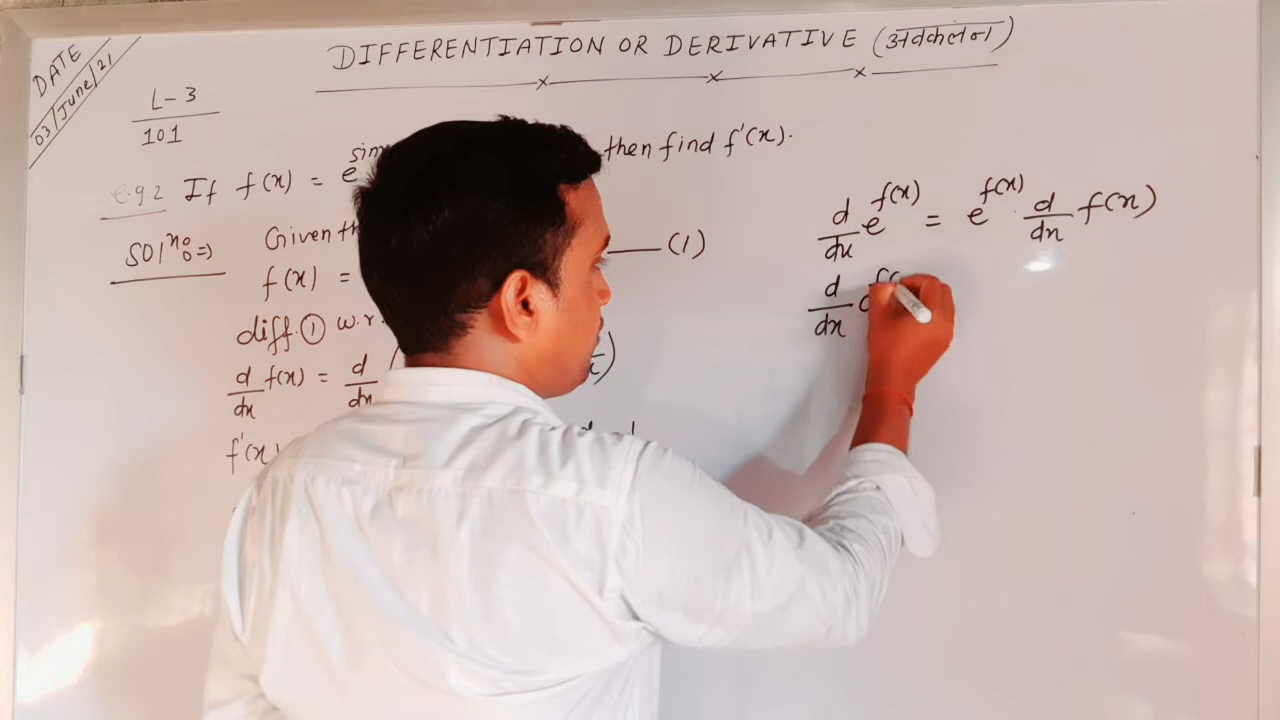 DATE
03/June/21
DIFFERENTIATION OR DERIVATIVE (अवकलन)
L-3
101
e.g.2 If f(x) = e^sin then find f'(x).
Sol^n => Given th
f(x) = (1)
diff. ① w.r.
d/dx f(x) = d/dx
f'(x)
d/dx e^f(x) = e^f(x) . d/dx f(x)
d/dx